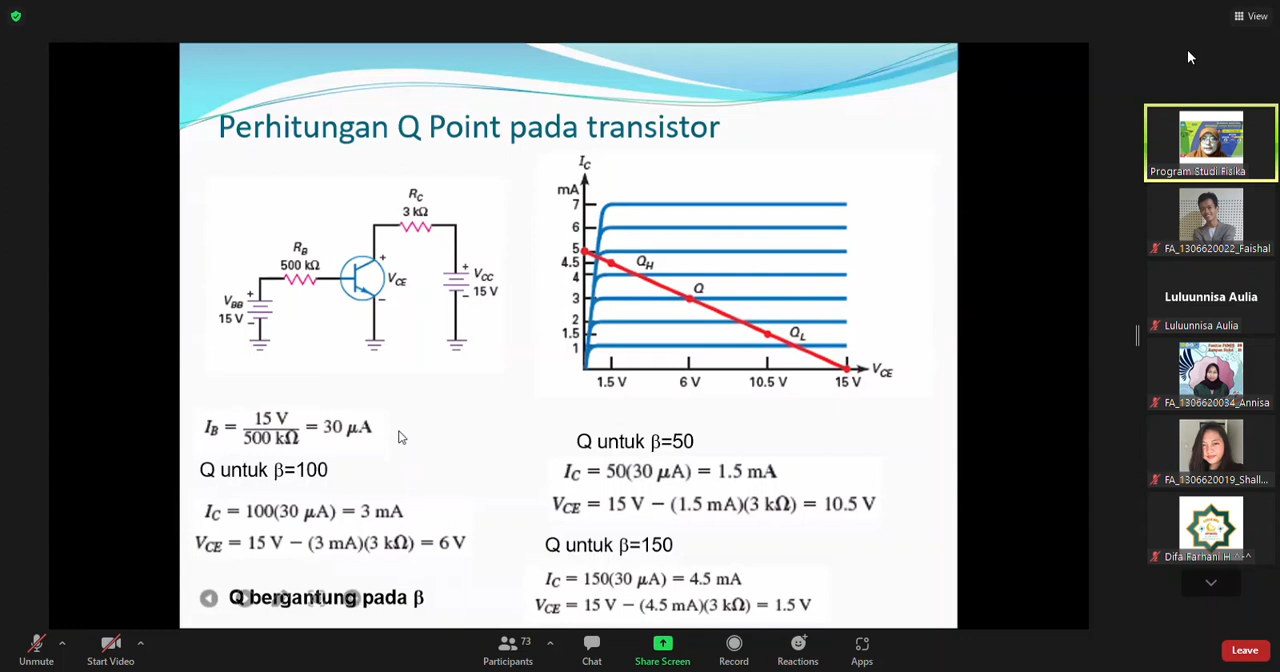 View
Perhitungan Q Point pada transistor
R_C
3 kΩ
R_B
500 kΩ
V_BB
15 V
+
−
+
V_CE
−
+
−
V_CC
15 V
I_C
mA
7
6
5
4.5
4
3
2
1.5
1
Q_H
Q
Q_L
1.5 V
6 V
10.5 V
15 V
V_CE
I_B = 15 V / 500 kΩ = 30 μA
Q untuk β=100
I_C = 100(30 μA) = 3 mA
V_CE = 15 V − (3 mA)(3 kΩ) = 6 V
Q bergantung pada β
Q untuk β=50
I_C = 50(30 μA) = 1.5 mA
V_CE = 15 V − (1.5 mA)(3 kΩ) = 10.5 V
Q untuk β=150
I_C = 150(30 μA) = 4.5 mA
V_CE = 15 V − (4.5 mA)(3 kΩ) = 1.5 V
Program Studi Fisika
FA_1306620022_Faishal
Luluunnisa Aulia
Luluunnisa Aulia
FA_1306620034_Annisa
FA_1306620019_Shall...
Difa Farhani H ^-^
Unmute
Start Video
Participants
73
Chat
Share Screen
Record
Reactions
Apps
Leave